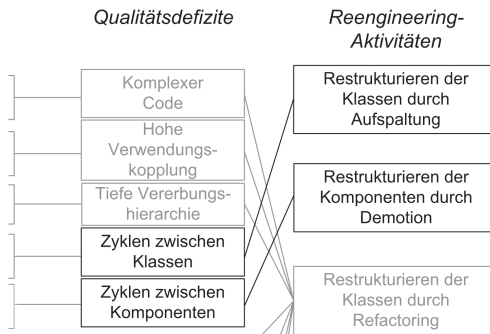 Qualitätsdefizite
Komplexer
Code
Hohe
Verwendungs-
kopplung
Tiefe Vererbungs-
hierarchie
Zyklen zwischen
Klassen
Zyklen zwischen
Komponenten
Reengineering-
Aktivitäten
Restrukturieren der
Klassen durch
Aufspaltung
Restrukturieren der
Komponenten durch
Demotion
Restrukturieren der
Klassen durch
Refactoring